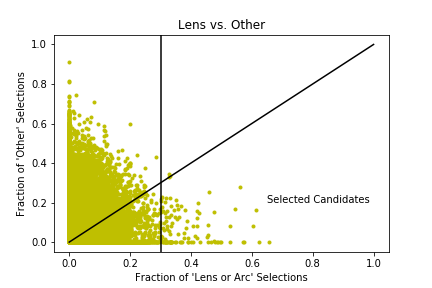 Lens vs. Other
1.0
0.8
0.6
0.4
0.2
0.0
Fraction of 'Other' Selections
Selected Candidates
0.0 0.2 0.4 0.6 0.8 1.0
Fraction of 'Lens or Arc' Selections